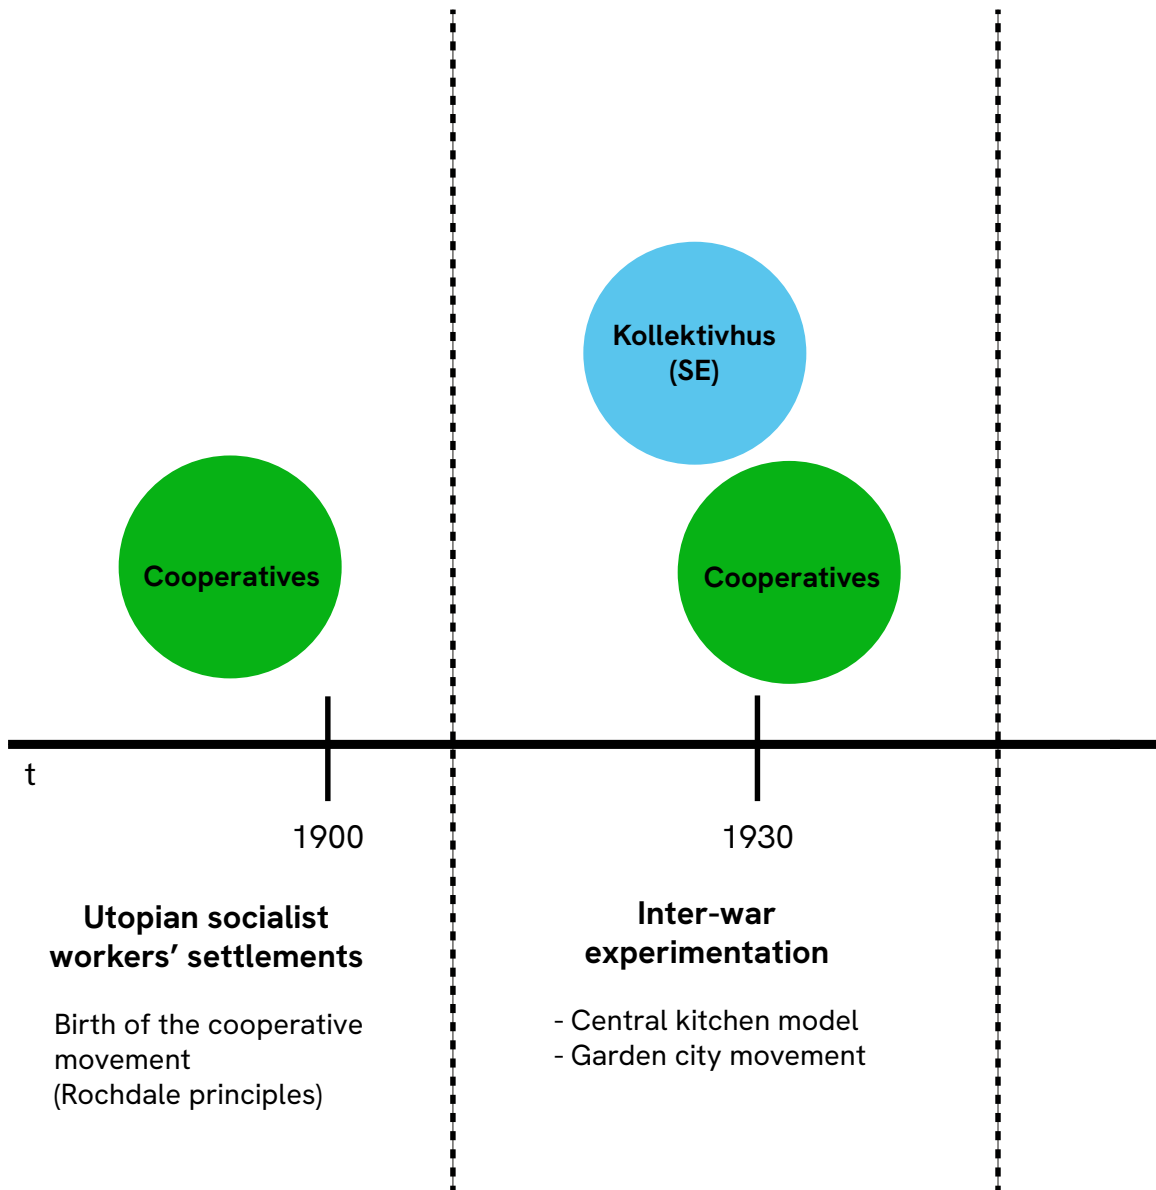 Kollektivhus
(SE)
Cooperatives
Cooperatives
t
1900
1930
Utopian socialist
workers’ settlements
Birth of the cooperative
movement
(Rochdale principles)
Inter-war
experimentation
- Central kitchen model
- Garden city movement